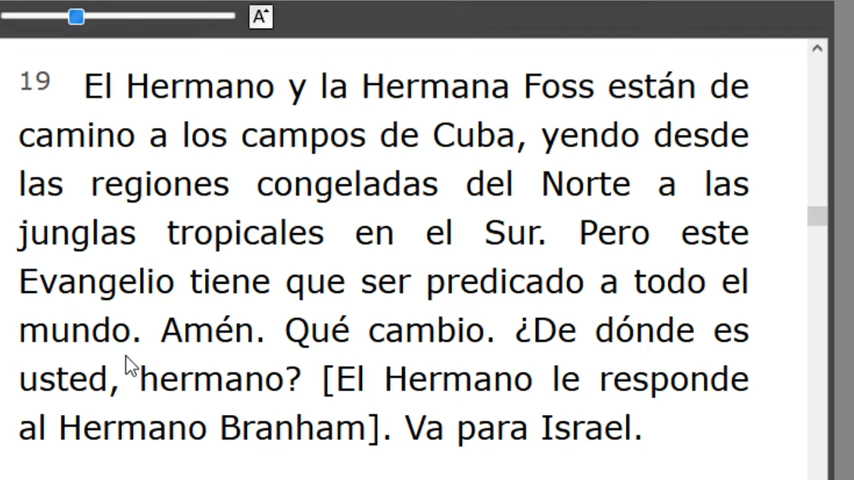 A
19 El Hermano y la Hermana Foss están de
camino a los campos de Cuba, yendo desde
las regiones congeladas del Norte a las
junglas tropicales en el Sur. Pero este
Evangelio tiene que ser predicado a todo el
mundo. Amén. Qué cambio. ¿De dónde es
usted, hermano? [El Hermano le responde
al Hermano Branham]. Va para Israel.